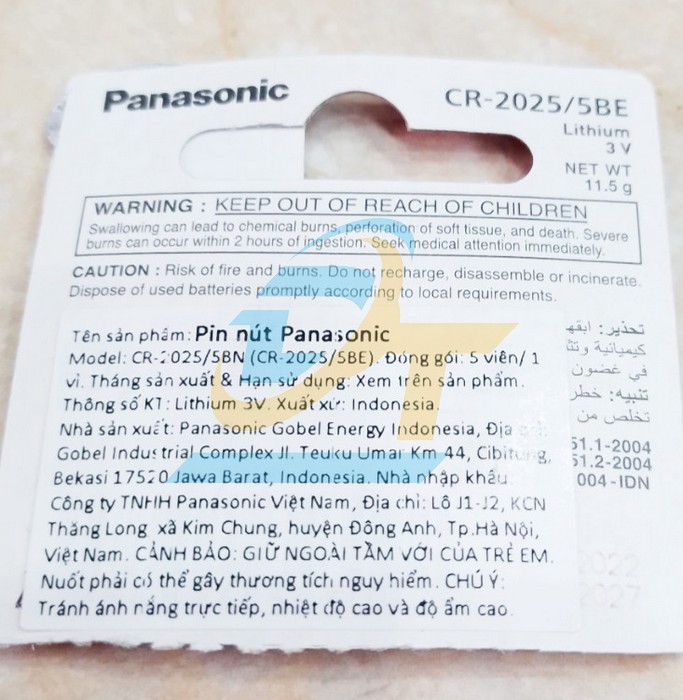 Panasonic
CR-2025/5BE
Lithium
3 V
NET WT
11.5 g
WARNING : KEEP OUT OF REACH OF CHILDREN
Swallowing can lead to chemical burns, perforation of soft tissue, and death. Severe
burns can occur within 2 hours of ingestion. Seek medical attention immediately.
CAUTION : Risk of fire and burns. Do not recharge, disassemble or incinerate.
Dispose of used batteries promptly according to local requirements.
Tên sản phẩm: Pin nút Panasonic
Model: CR-2025/5BN (CR-2025/5BE). Đóng gói: 5 viên/ 1
vỉ. Tháng sản xuất & Hạn sử dụng: Xem trên sản phẩm.
Thông số KT: Lithium 3V. Xuất xứ: Indonesia.
Nhà sản xuất: Panasonic Gobel Energy Indonesia, Địa
Gobel Industrial Complex Jl. Teuku Umar Km 44, Cibitung,
Bekasi 17520 Jawa Barat, Indonesia. Nhà nhập khẩu
Công ty TNHH Panasonic Việt Nam, Địa chỉ: Lô J1-J2, KCN
Thăng Long xã Kim Chung, huyện Đông Anh, Tp.Hà Nội,
Việt Nam. CẢNH BÁO: GIỮ NGOÀI TẦM VỚI CỦA TRẺ EM.
Nuốt phải có thể gây thương tích nguy hiểm. CHÚ Ý:
Tránh ánh nắng trực tiếp, nhiệt độ cao và độ ẩm cao.
تحذير:
كيميائية
في غضون
تنبيه: خطر
تخلص من
51.1-2004
51.2-2004
004-IDN
2022
2027
DT